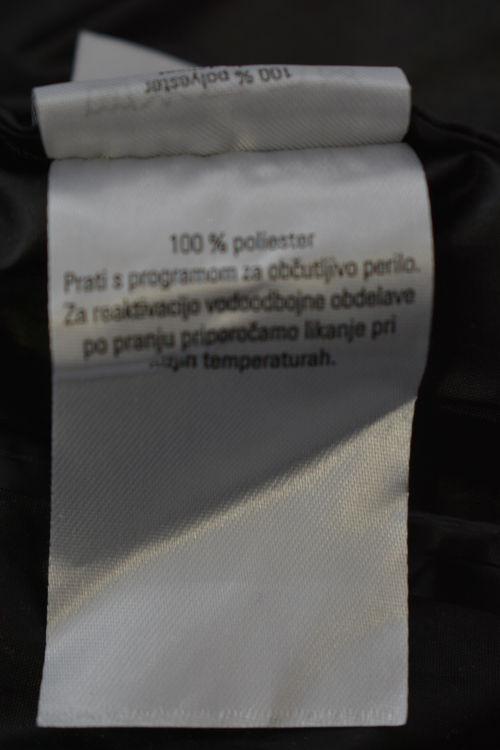 100 % polyester
100 % poliester
Prati s programom za občutljivo perilo.
Za reaktivacijo vodoodbojne obdelave
po pranju priporočamo likanje pri
temperaturah.